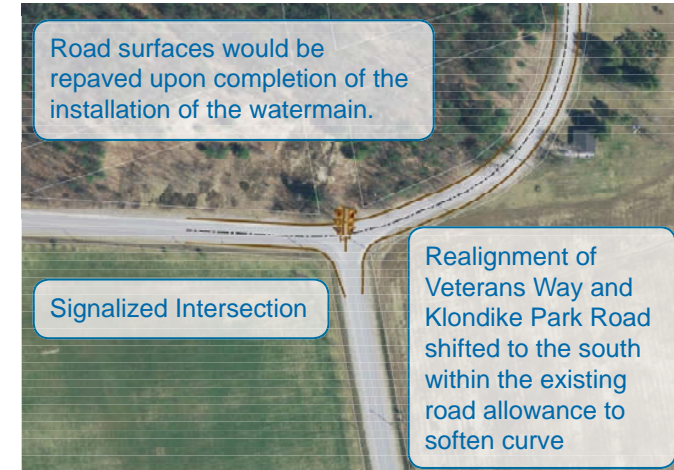 Road surfaces would be
repaved upon completion of the
installation of the watermain.
Signalized Intersection
Realignment of
Veterans Way and
Klondike Park Road
shifted to the south
within the existing
road allowance to
soften curve